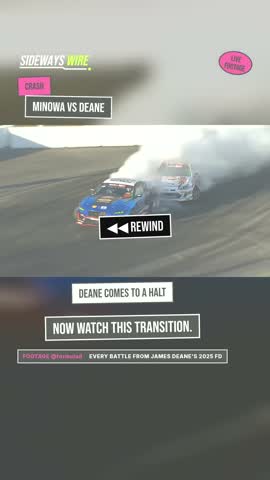 SIDEWAYS WIRE.
LIVE
FOOTAGE
CRASH
MINOWA VS DEANE
REWIND
DEANE COMES TO A HALT
NOW WATCH THIS TRANSITION.
FOOTAGE @formulad EVERY BATTLE FROM JAMES DEANE'S 2025 FD